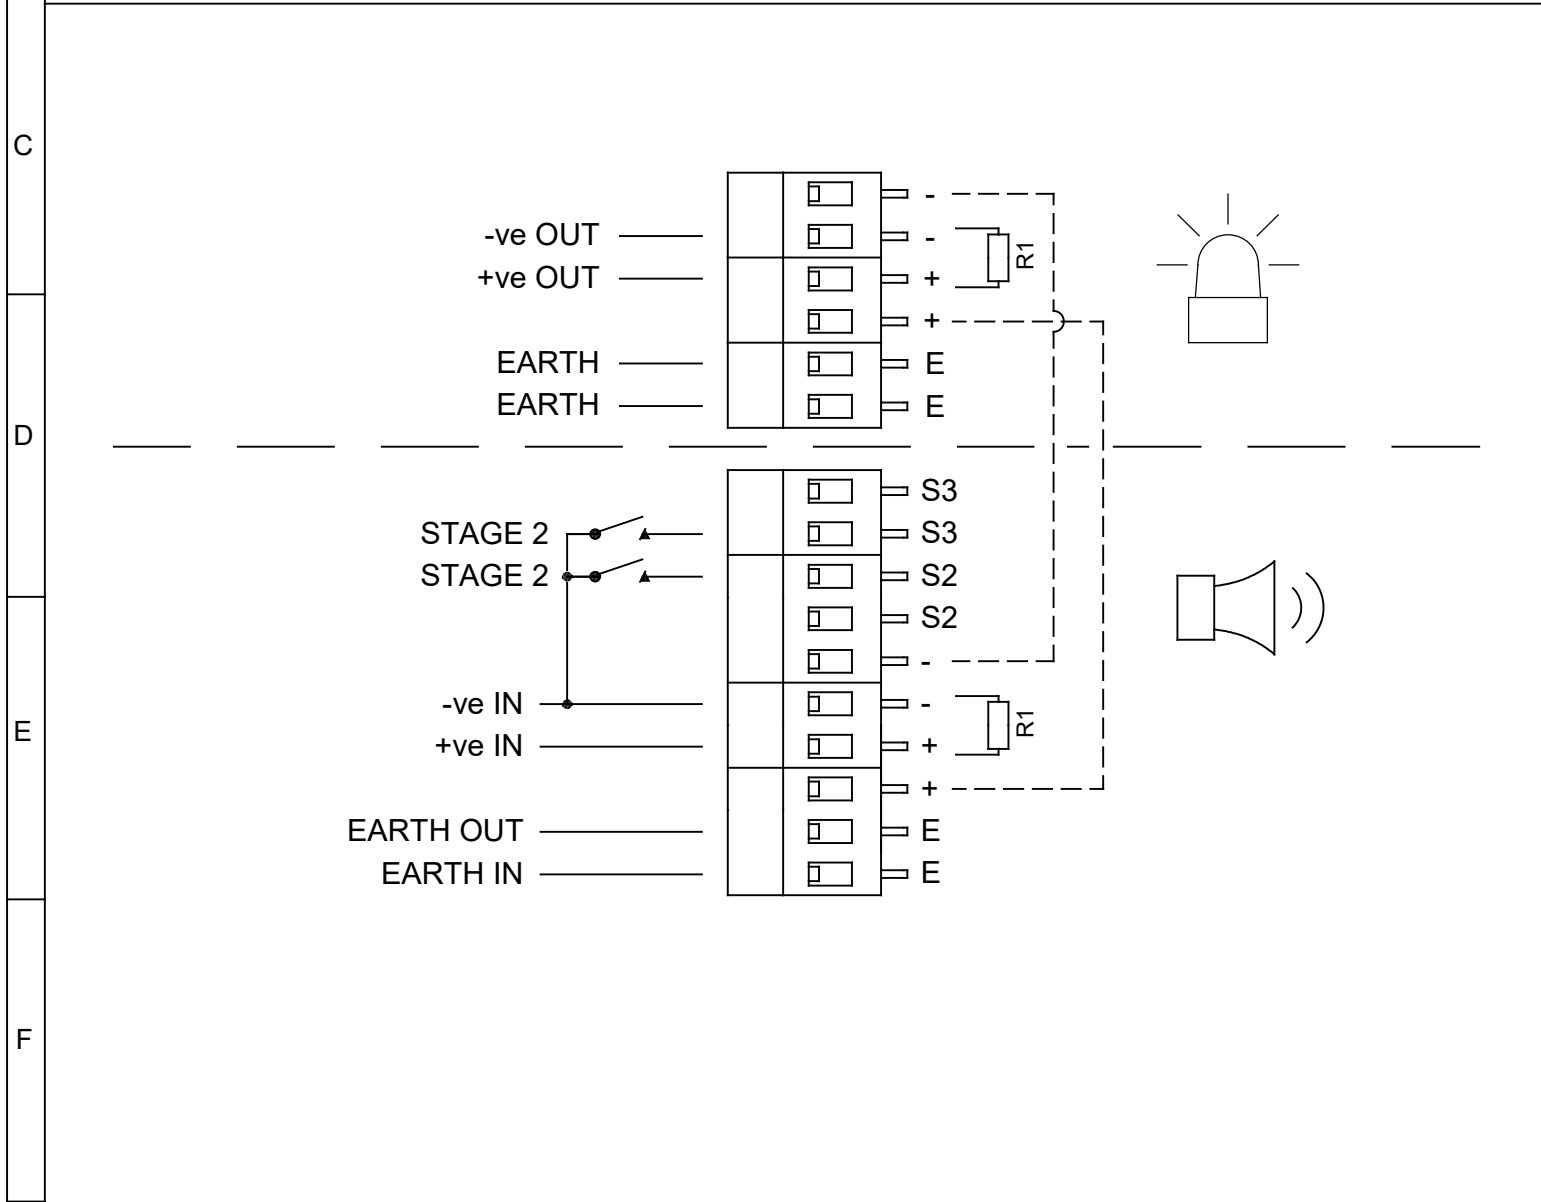 C
-
-ve OUT -
R1
+ve OUT +
+
EARTH E
EARTH E
D
S3
STAGE 2 S3
STAGE 2 S2
S2
-
-ve IN -
R1
E
+ve IN +
+
EARTH OUT E
EARTH IN E
F